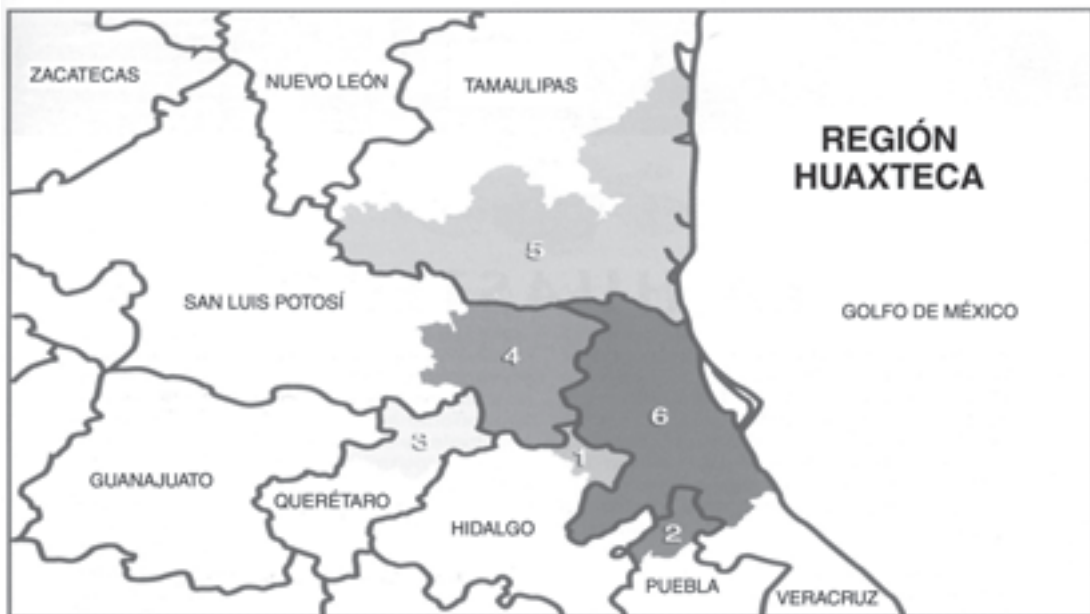 ZACATECAS
NUEVO LEÓN
TAMAULIPAS
REGIÓN
HUAXTECA
5
SAN LUIS POTOSÍ
GOLFO DE MÉXICO
4
6
3
1
GUANAJUATO
QUERÉTARO
HIDALGO
2
PUEBLA
VERACRUZ